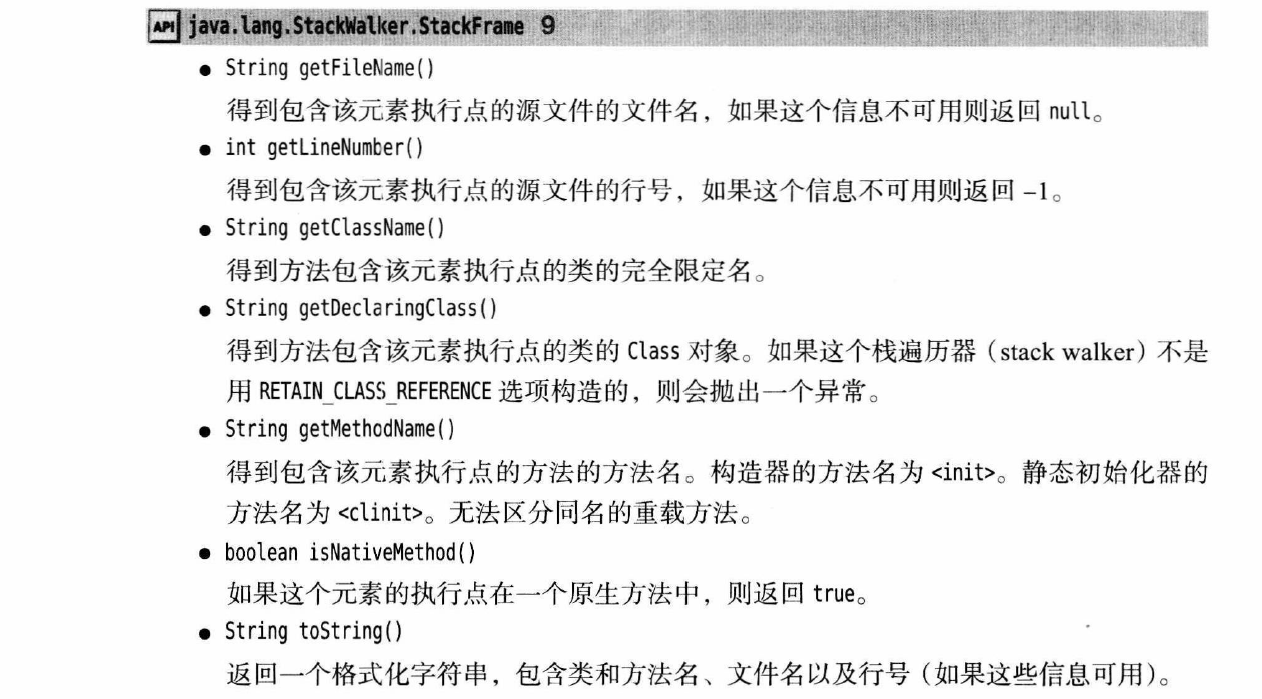 API java.lang.StackWalker.StackFrame 9
● String getFileName()
得到包含该元素执行点的源文件的文件名，如果这个信息不可用则返回 null。
● int getLineNumber()
得到包含该元素执行点的源文件的行号，如果这个信息不可用则返回 –1。
● String getClassName()
得到方法包含该元素执行点的类的完全限定名。
● String getDeclaringClass()
得到方法包含该元素执行点的类的 Class 对象。如果这个栈遍历器（stack walker）不是
用 RETAIN_CLASS_REFERENCE 选项构造的，则会抛出一个异常。
● String getMethodName()
得到包含该元素执行点的方法的方法名。构造器的方法名为 <init>。静态初始化器的
方法名为 <clinit>。无法区分同名的重载方法。
● boolean isNativeMethod()
如果这个元素的执行点在一个原生方法中，则返回 true。
● String toString()
返回一个格式化字符串，包含类和方法名、文件名以及行号（如果这些信息可用）。